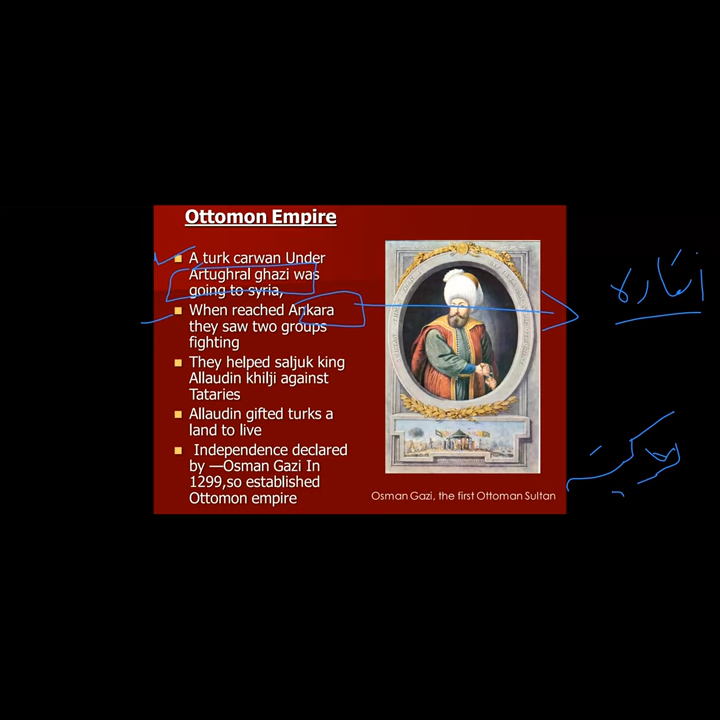 Ottomon Empire
A turk carwan Under
Artughral ghazi was
going to syria,
When reached Ankara
they saw two groups
fighting
They helped saljuk king
Allaudin khilji against
Tataries
Allaudin gifted turks a
land to live
Independence declared
by —Osman Gazi In
1299,so established
Ottomon empire
Osman Gazi, the first Ottoman Sultan
انقارہ